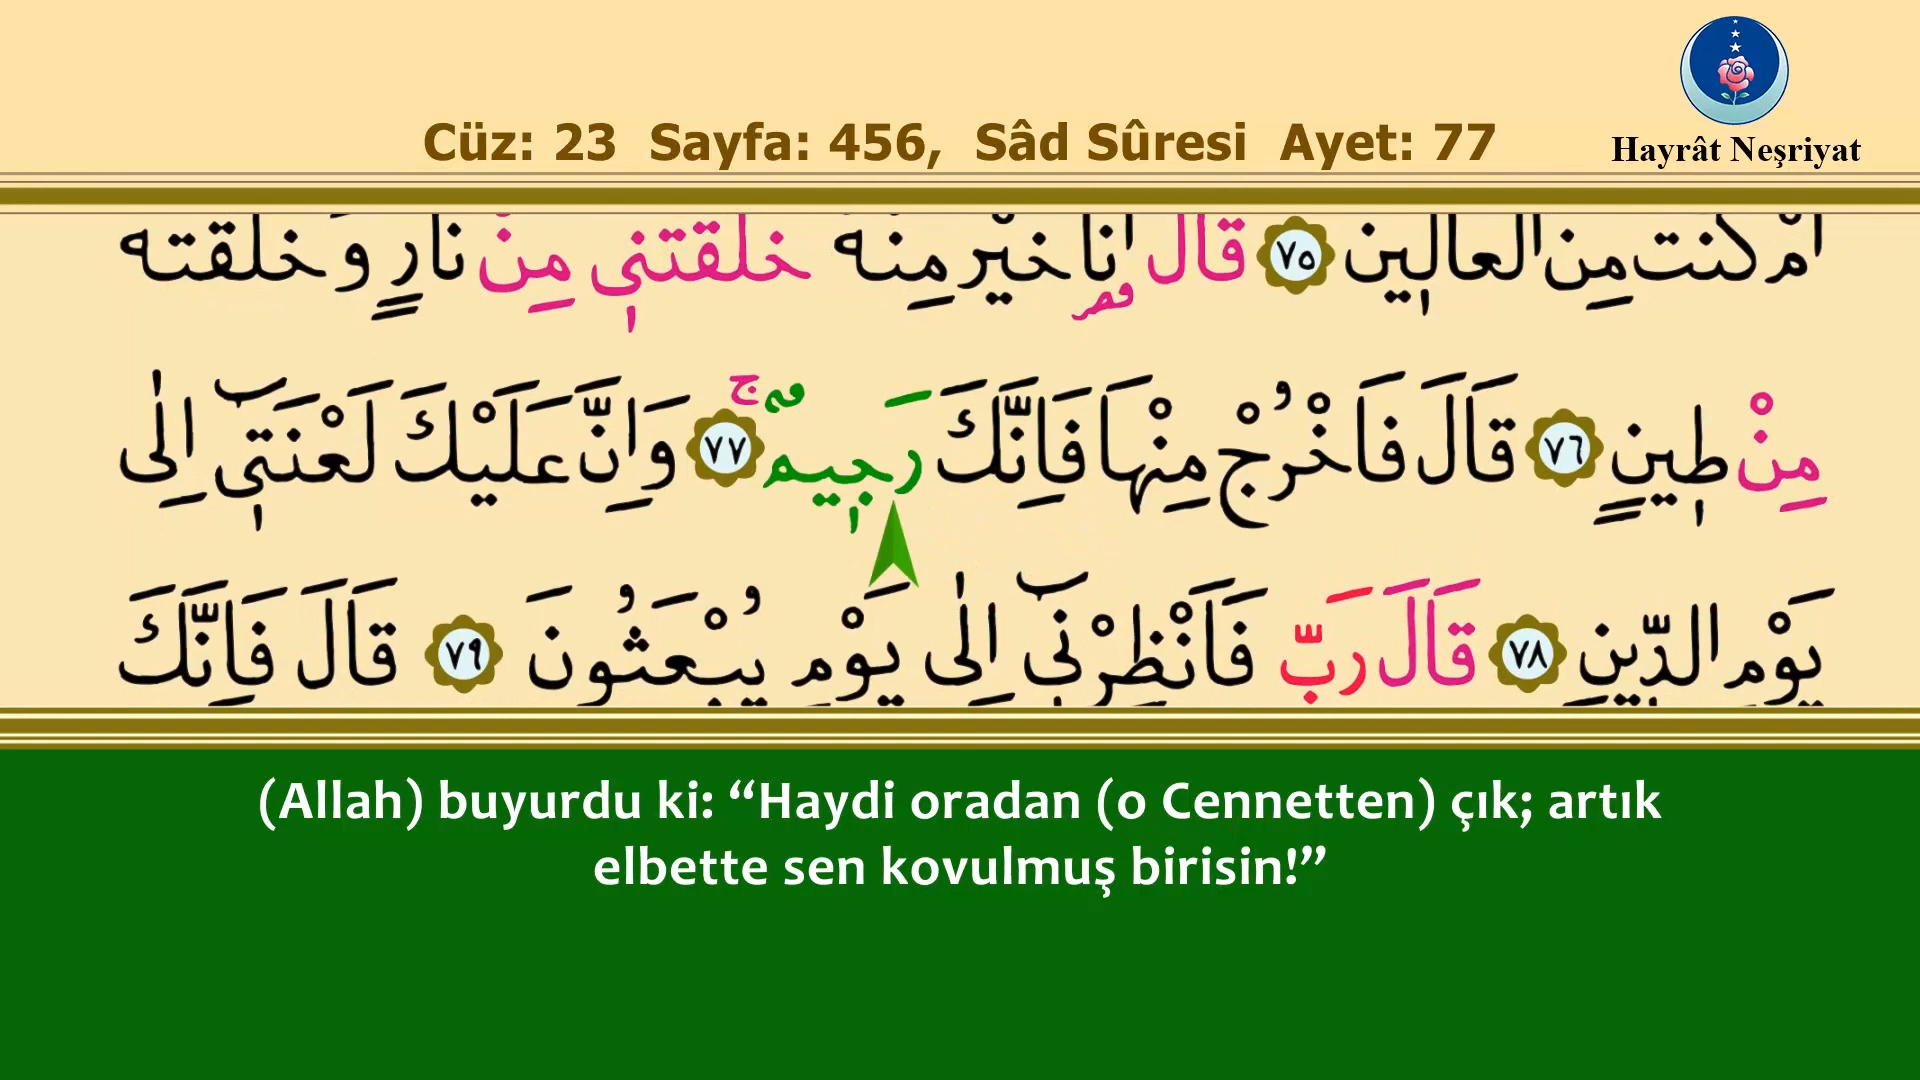 Cüz: 23 Sayfa: 456, Sâd Sûresi Ayet: 77
Hayrât Neşriyat
اَمْ كُنْتَ مِنَ الْعَالٖينَ ﴿٧٥﴾ قَالَ اَنَا خَيْرٌ مِنْهُ خَلَقْتَنٖي مِنْ نَارٍ وَخَلَقْتَهُ
مِنْ طٖينٍ ﴿٧٦﴾ قَالَ فَاخْرُجْ مِنْهَا فَاِنَّكَ رَجٖيمٌ ۚ ﴿٧٧﴾ وَاِنَّ عَلَيْكَ لَعْنَتٖٓي اِلٰى
يَوْمِ الدّٖينِ ﴿٧٨﴾ قَالَ رَبِّ فَاَنْظِرْنٖٓي اِلٰى يَوْمِ يُبْعَثُونَ ﴿٧٩﴾ قَالَ فَاِنَّكَ
(Allah) buyurdu ki: “Haydi oradan (o Cennetten) çık; artık
elbette sen kovulmuş birisin!”